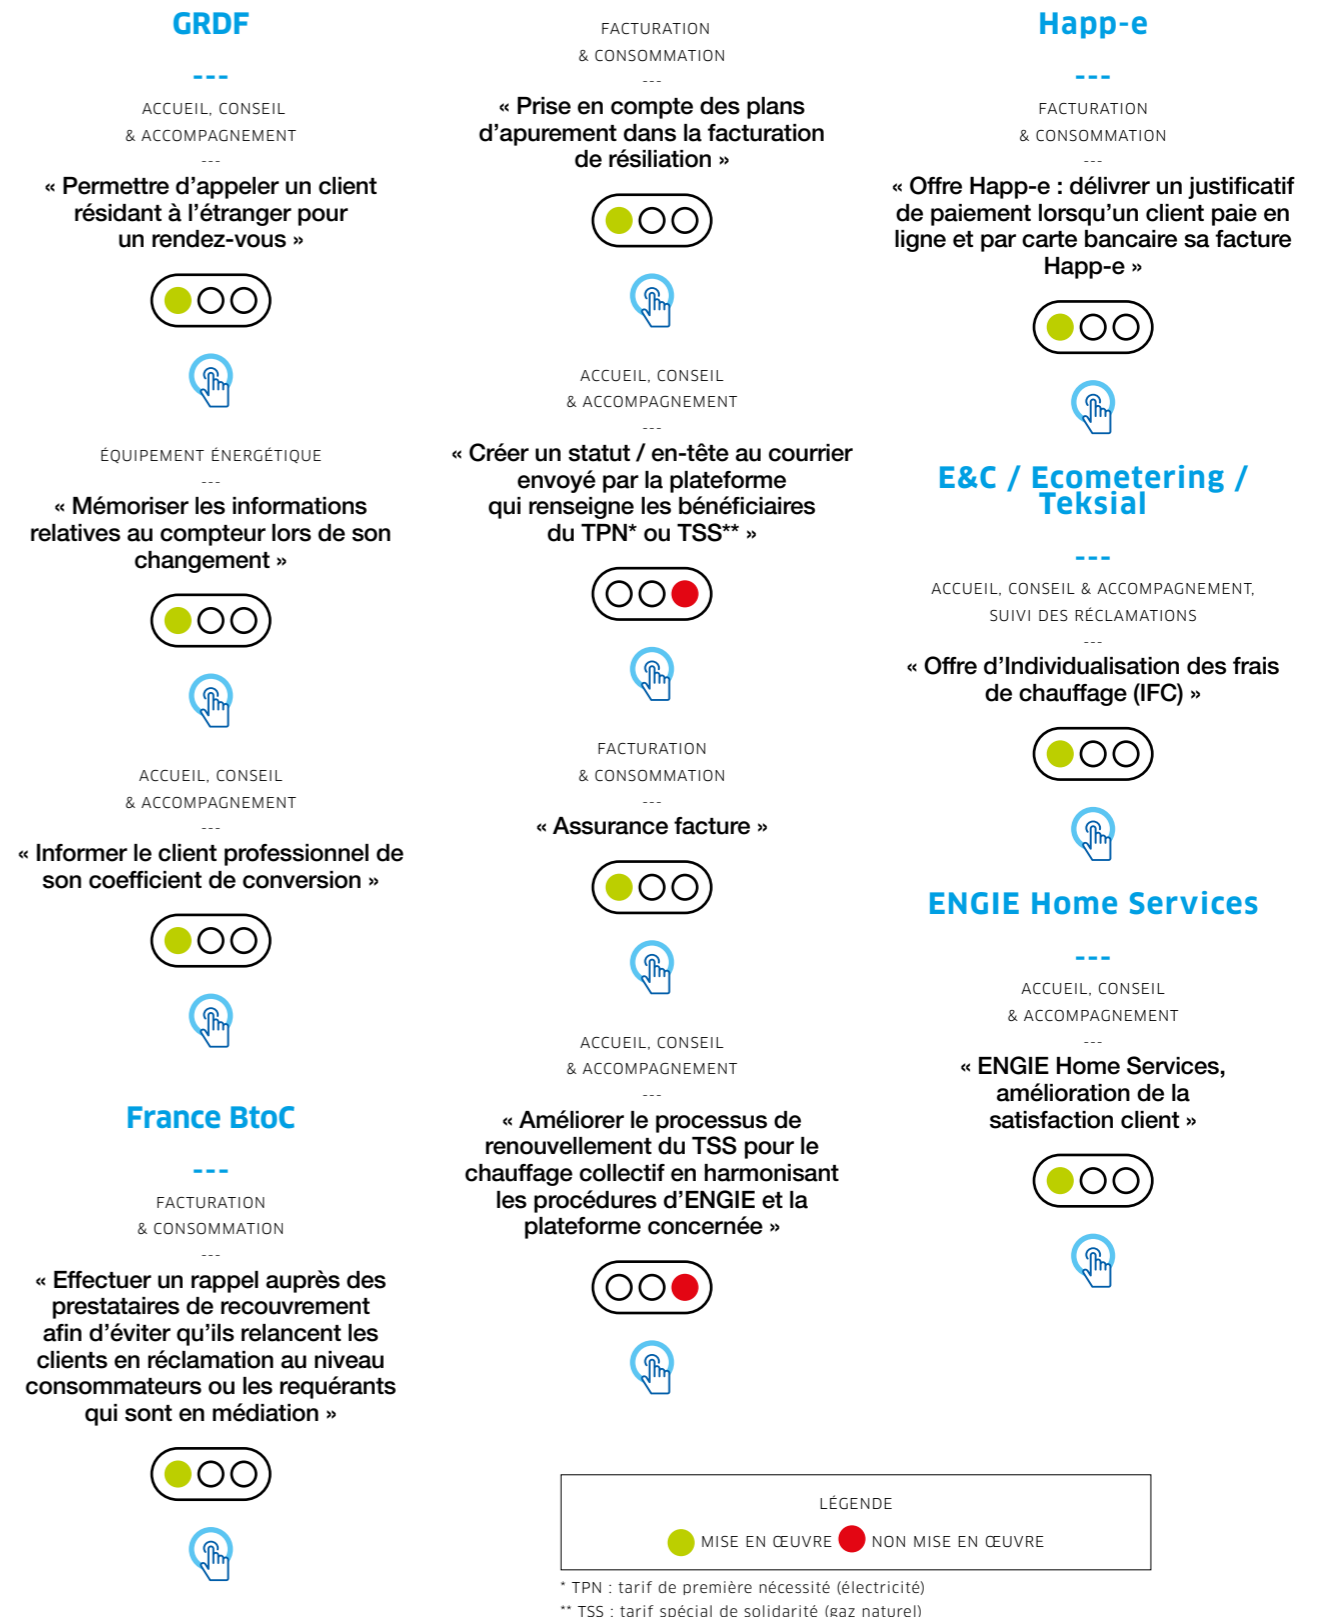 GRDF
---
ACCUEIL, CONSEIL
& ACCOMPAGNEMENT
---
« Permettre d'appeler un client
résidant à l'étranger pour
un rendez-vous »
ÉQUIPEMENT ÉNERGÉTIQUE
---
« Mémoriser les informations
relatives au compteur lors de son
changement »
ACCUEIL, CONSEIL
& ACCOMPAGNEMENT
---
« Informer le client professionnel de
son coefficient de conversion »
France BtoC
---
FACTURATION
& CONSOMMATION
---
« Effectuer un rappel auprès des
prestataires de recouvrement
afin d'éviter qu'ils relancent les
clients en réclamation au niveau
consommateurs ou les requérants
qui sont en médiation »
FACTURATION
& CONSOMMATION
---
« Prise en compte des plans
d'apurement dans la facturation
de résiliation »
ACCUEIL, CONSEIL
& ACCOMPAGNEMENT
---
« Créer un statut / en-tête au courrier
envoyé par la plateforme
qui renseigne les bénéficiaires
du TPN* ou TSS** »
FACTURATION
& CONSOMMATION
---
« Assurance facture »
ACCUEIL, CONSEIL
& ACCOMPAGNEMENT
---
« Améliorer le processus de
renouvellement du TSS pour le
chauffage collectif en harmonisant
les procédures d'ENGIE et la
plateforme concernée »
Happ-e
---
FACTURATION
& CONSOMMATION
---
« Offre Happ-e : délivrer un justificatif
de paiement lorsqu'un client paie en
ligne et par carte bancaire sa facture
Happ-e »
E&C / Ecometering /
Teksial
---
ACCUEIL, CONSEIL & ACCOMPAGNEMENT,
SUIVI DES RÉCLAMATIONS
---
« Offre d'Individualisation des frais
de chauffage (IFC) »
ENGIE Home Services
---
ACCUEIL, CONSEIL
& ACCOMPAGNEMENT
---
« ENGIE Home Services,
amélioration de la
satisfaction client »
LÉGENDE
MISE EN ŒUVRE NON MISE EN ŒUVRE
* TPN : tarif de première nécessité (électricité)
** TSS : tarif spécial de solidarité (gaz naturel)